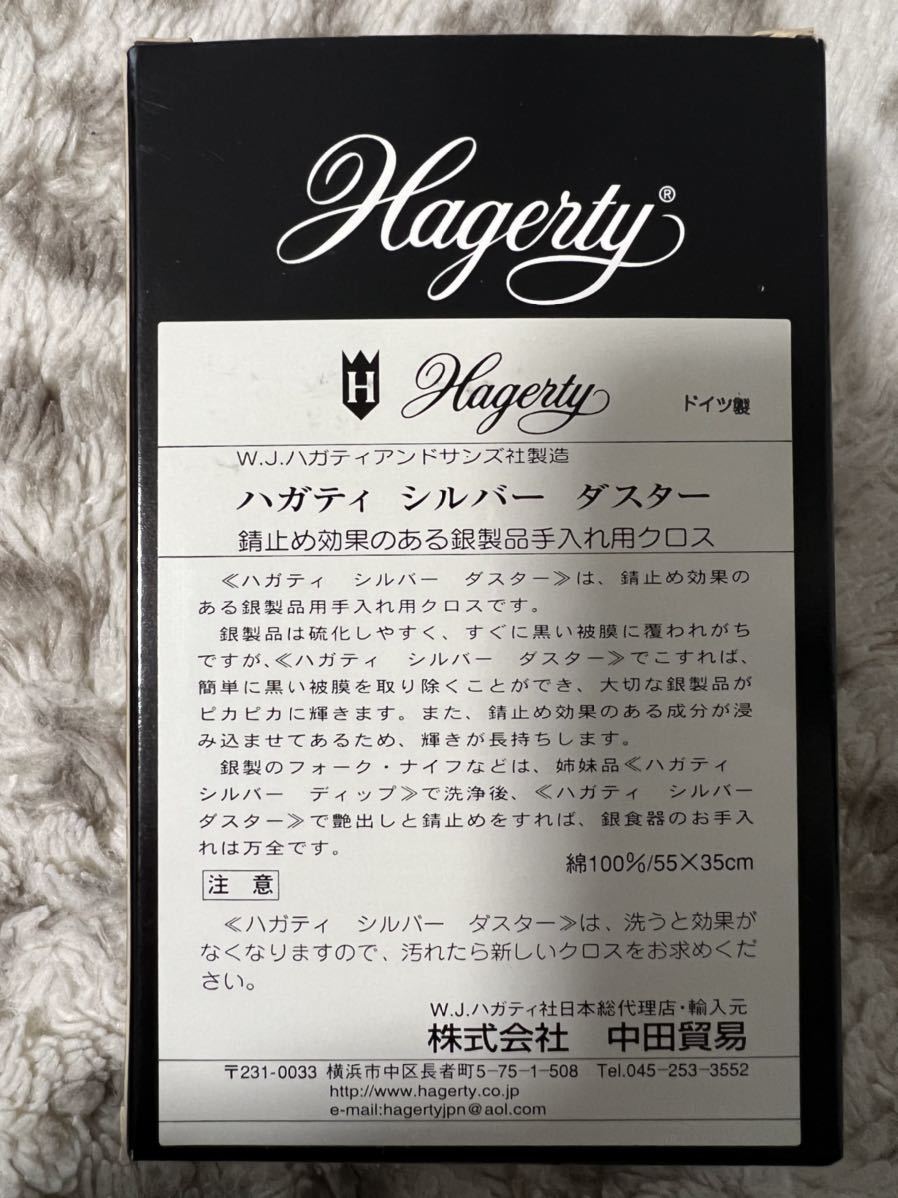 Hagerty®
H Hagerty ドイツ製
W.J.ハガティアンドサンズ社製造
ハガティ シルバー ダスター
錆止め効果のある銀製品手入れ用クロス
≪ハガティ シルバー ダスター≫は、錆止め効果の
ある銀製品用手入れ用クロスです。
銀製品は硫化しやすく、すぐに黒い被膜に覆われがち
ですが、≪ハガティ シルバー ダスター≫でこすれば、
簡単に黒い被膜を取り除くことができ、大切な銀製品が
ピカピカに輝きます。また、錆止め効果のある成分が浸
み込ませてあるため、輝きが長持ちします。
銀製のフォーク・ナイフなどは、姉妹品≪ハガティ
シルバー ディップ≫で洗浄後、≪ハガティ シルバー
ダスター≫で艶出しと錆止めをすれば、銀食器のお手入
れは万全です。
綿100%/55×35cm
注意
≪ハガティ シルバー ダスター≫は、洗うと効果が
なくなりますので、汚れたら新しいクロスをお求めくだ
さい。
W.J.ハガティ社日本総代理店・輸入元
株式会社 中田貿易
〒231-0033 横浜市中区長者町5-75-1-508 Tel.045-253-3552
http://www.hagerty.co.jp
e-mail:hagertyjpn@aol.com